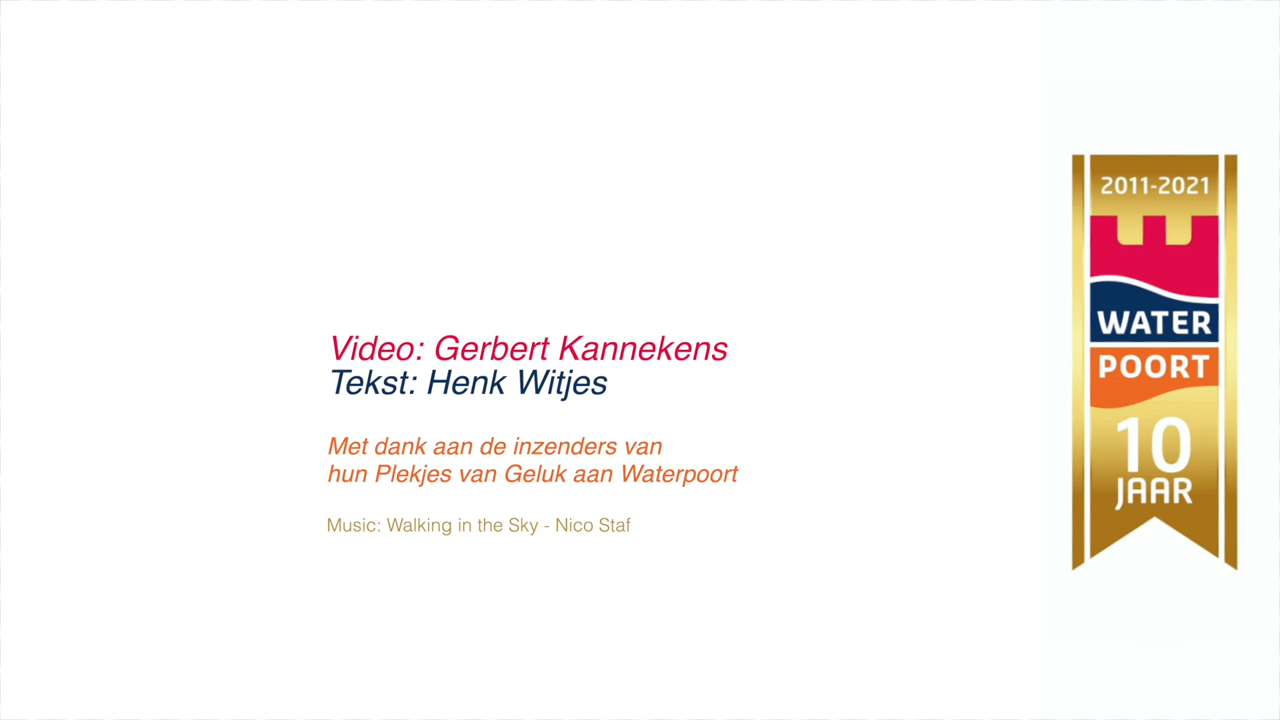 Video: Gerbert Kannekens
Tekst: Henk Witjes
Met dank aan de inzenders van
hun Plekjes van Geluk aan Waterpoort
Music: Walking in the Sky - Nico Staf
2011-2021
WATER
POORT
10
JAAR